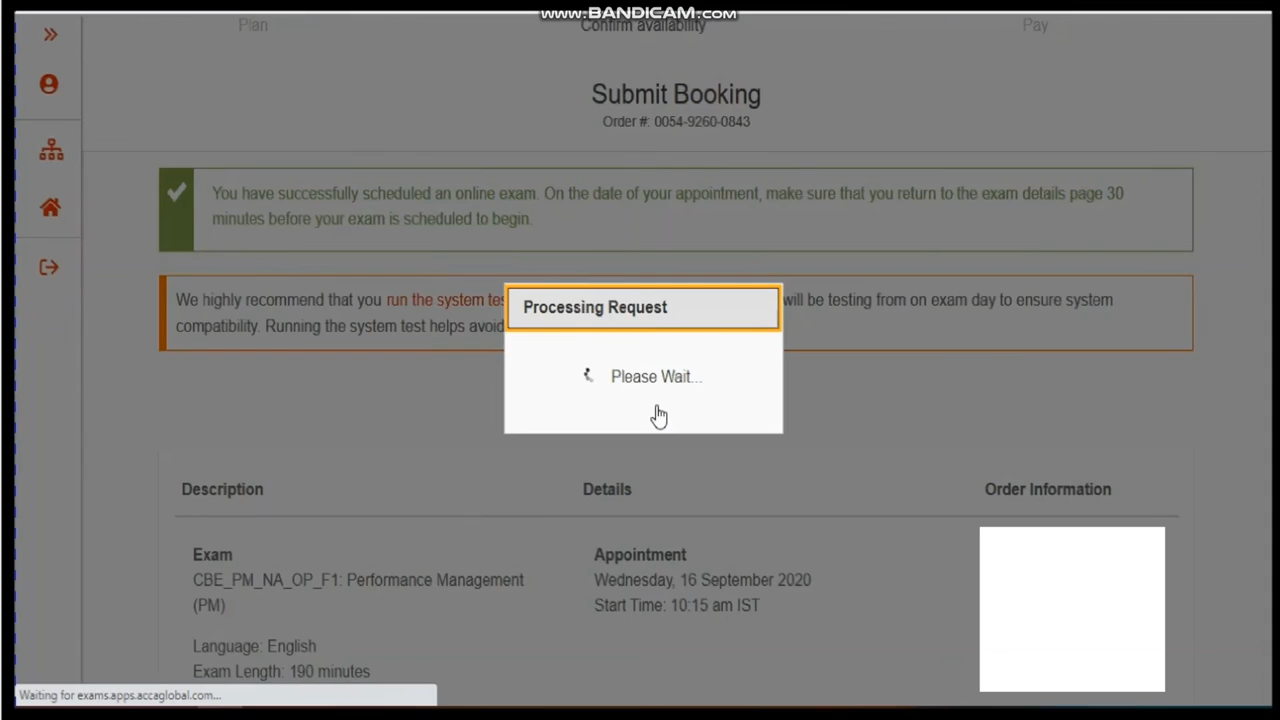 www.BANDICAM.com
Plan
Confirm availability
Pay
Submit Booking
Order #: 0054-9260-0843
You have successfully scheduled an online exam. On the date of your appointment, make sure that you return to the exam details page 30
minutes before your exam is scheduled to begin.
We highly recommend that you run the system tes will be testing from on exam day to ensure system
compatibility. Running the system test helps avoid
Processing Request
Please Wait...
Description
Details
Order Information
Exam
CBE_PM_NA_OP_F1: Performance Management
(PM)
Language: English
Exam Length: 190 minutes
Appointment
Wednesday, 16 September 2020
Start Time: 10:15 am IST
Waiting for exams.apps.accaglobal.com...